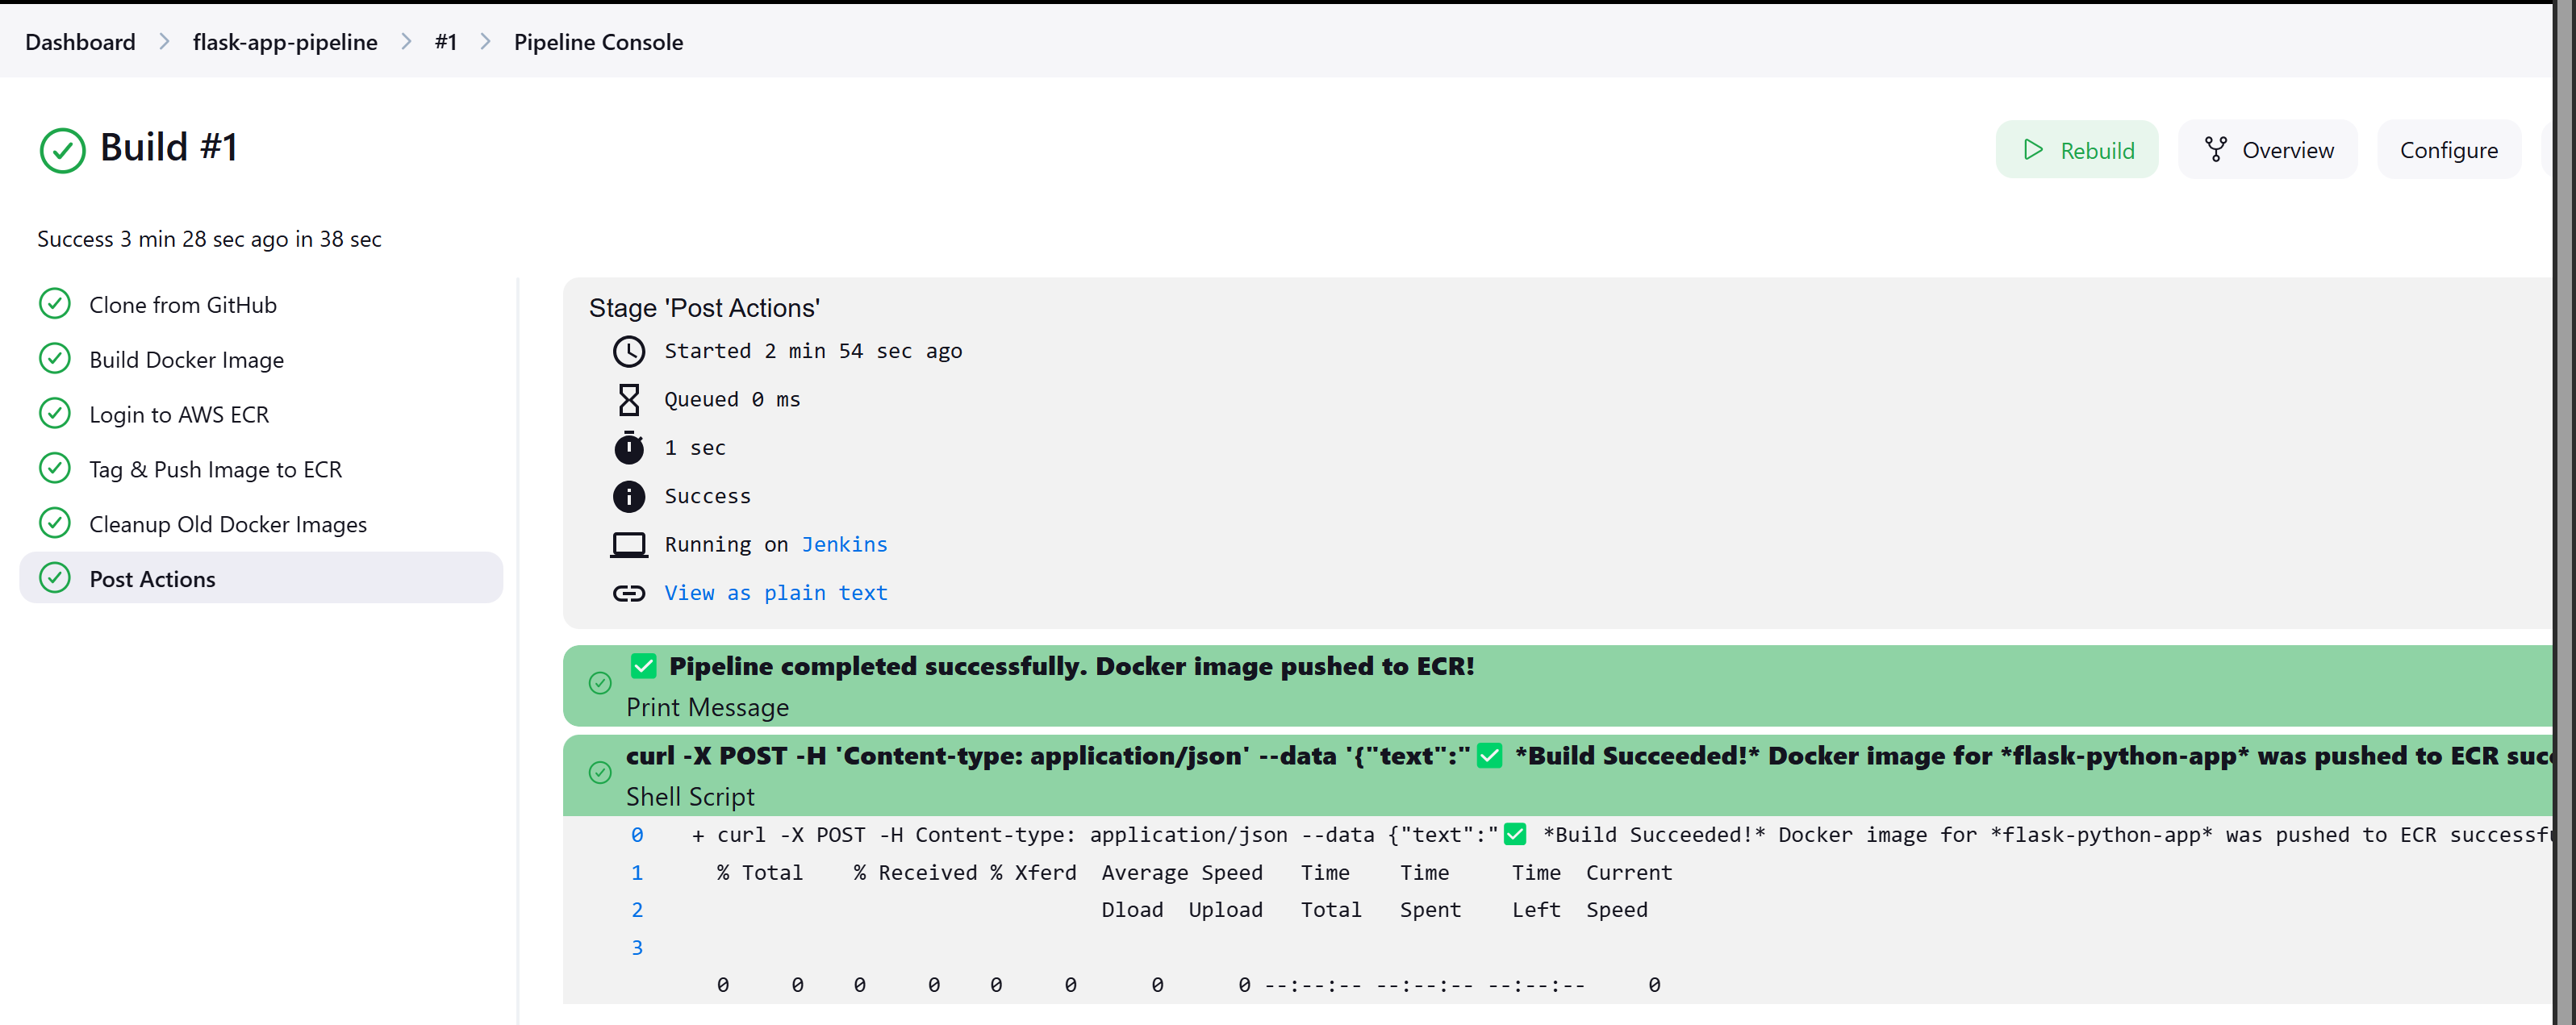 Dashboard > flask-app-pipeline > #1 > Pipeline Console
Build #1
Rebuild
Overview
Configure
Success 3 min 28 sec ago in 38 sec
Clone from GitHub
Build Docker Image
Login to AWS ECR
Tag & Push Image to ECR
Cleanup Old Docker Images
Post Actions
Stage 'Post Actions'
Started 2 min 54 sec ago
Queued 0 ms
1 sec
Success
Running on Jenkins
View as plain text
✅ Pipeline completed successfully. Docker image pushed to ECR!
Print Message
curl -X POST -H 'Content-type: application/json' --data '{"text":"✅ *Build Succeeded!* Docker image for *flask-python-app* was pushed to ECR succ
Shell Script
0 + curl -X POST -H Content-type: application/json --data {"text":"✅ *Build Succeeded!* Docker image for *flask-python-app* was pushed to ECR successf
1 % Total % Received % Xferd Average Speed Time Time Time Current
2 Dload Upload Total Spent Left Speed
3
0 0 0 0 0 0 0 0 --:--:-- --:--:-- --:--:-- 0